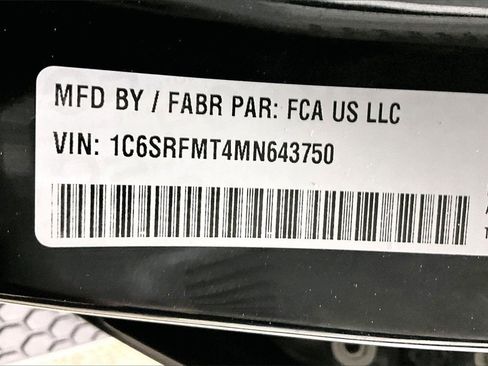 MFD BY / FABR PAR: FCA US LLC
VIN: 1C6SRFMT4MN643750